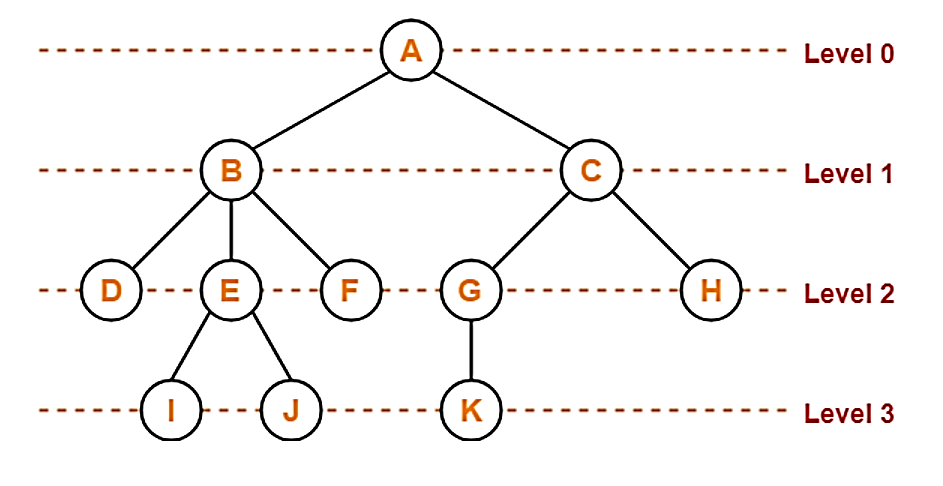 A Level 0
B C Level 1
D E F G H Level 2
I J K Level 3